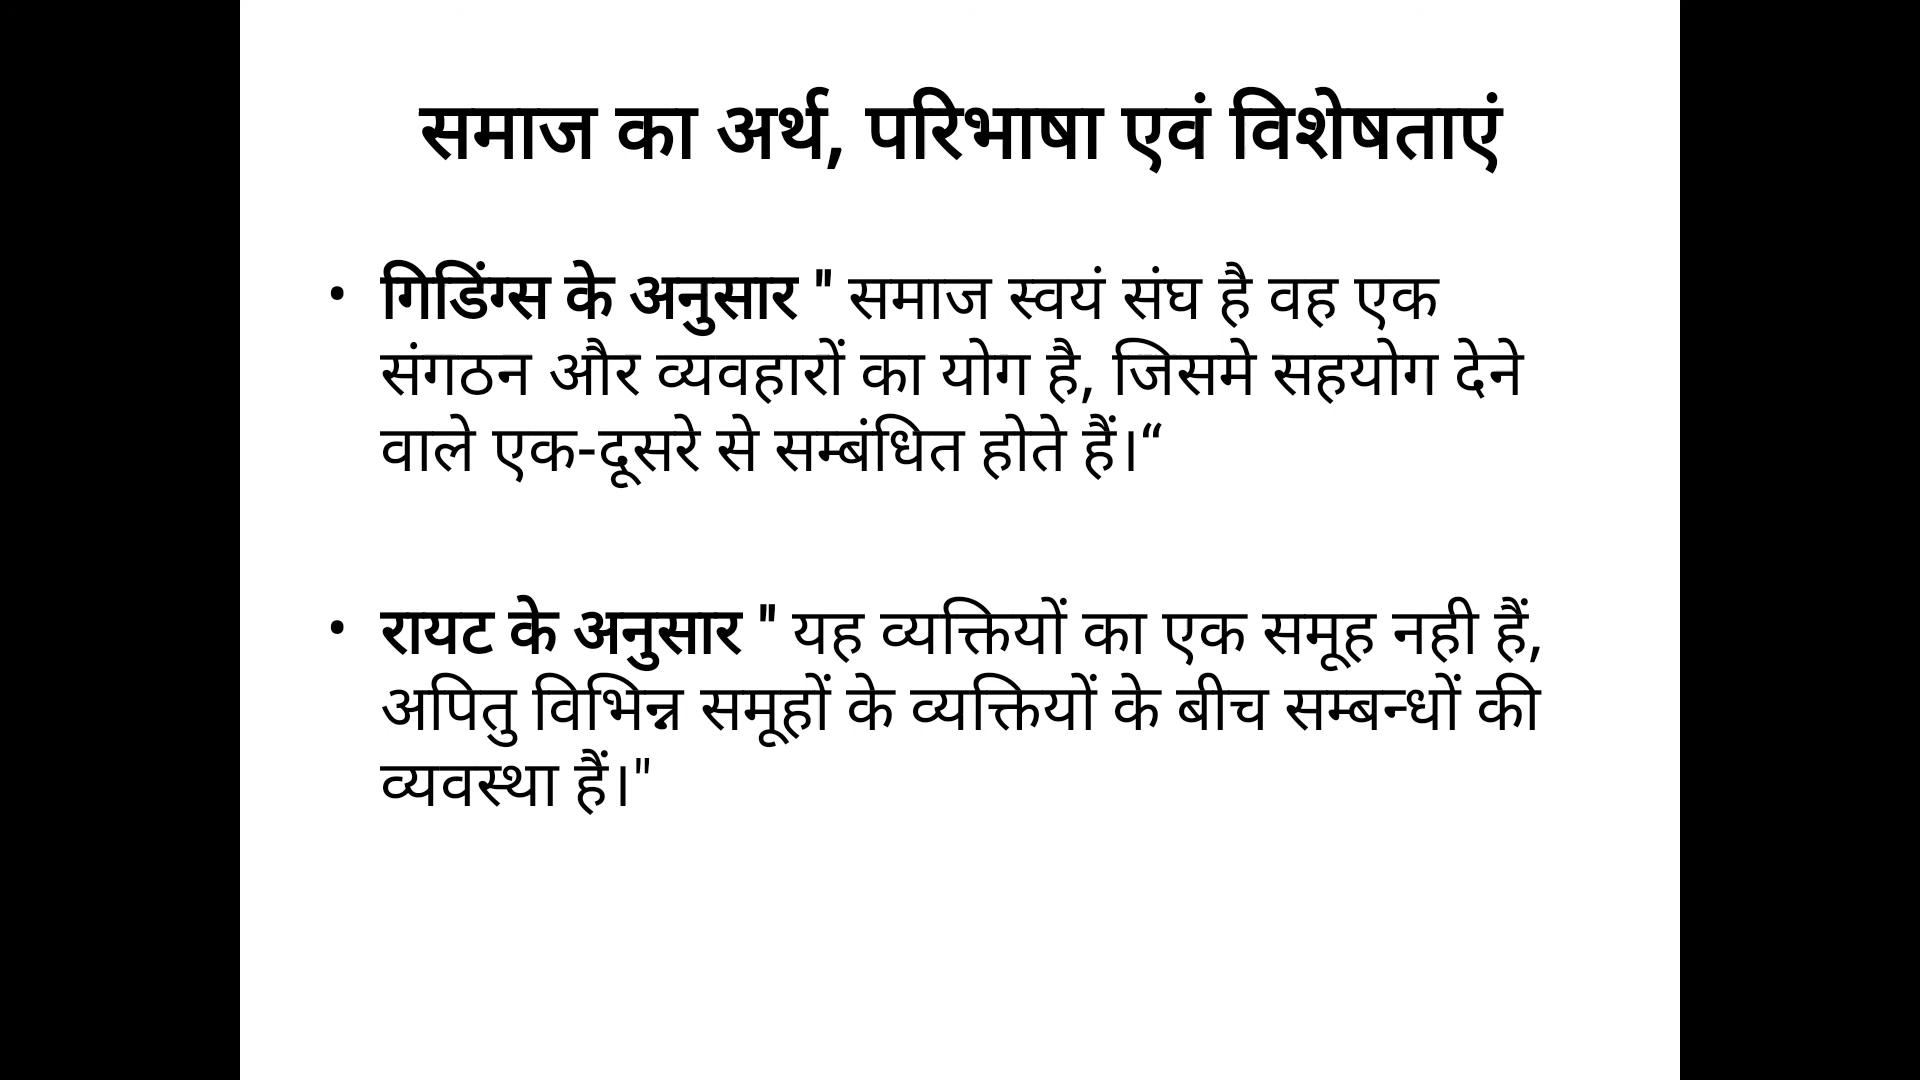 समाज का अर्थ, परिभाषा एवं विशेषताएं
• गिडिंग्स के अनुसार " समाज स्वयं संघ है वह एक
संगठन और व्यवहारों का योग है, जिसमे सहयोग देने
वाले एक-दूसरे से सम्बंधित होते हैं।“
• रायट के अनुसार " यह व्यक्तियों का एक समूह नही हैं,
अपितु विभिन्न समूहों के व्यक्तियों के बीच सम्बन्धों की
व्यवस्था हैं।"